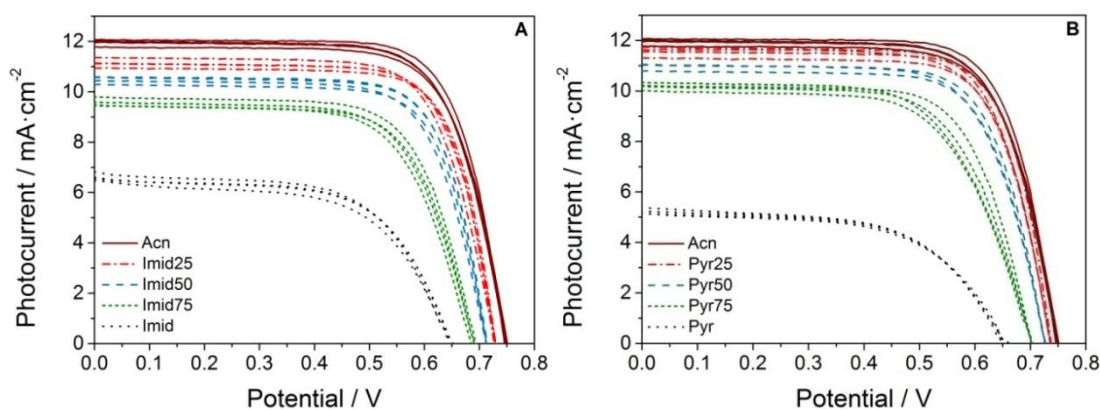 A
12
10
8
6
4
2
0
Photocurrent / mA·cm⁻²
Acn
Imid25
Imid50
Imid75
Imid
0.0 0.1 0.2 0.3 0.4 0.5 0.6 0.7 0.8
Potential / V
B
12
10
8
6
4
2
0
Photocurrent / mA·cm⁻²
Acn
Pyr25
Pyr50
Pyr75
Pyr
0.0 0.1 0.2 0.3 0.4 0.5 0.6 0.7 0.8
Potential / V